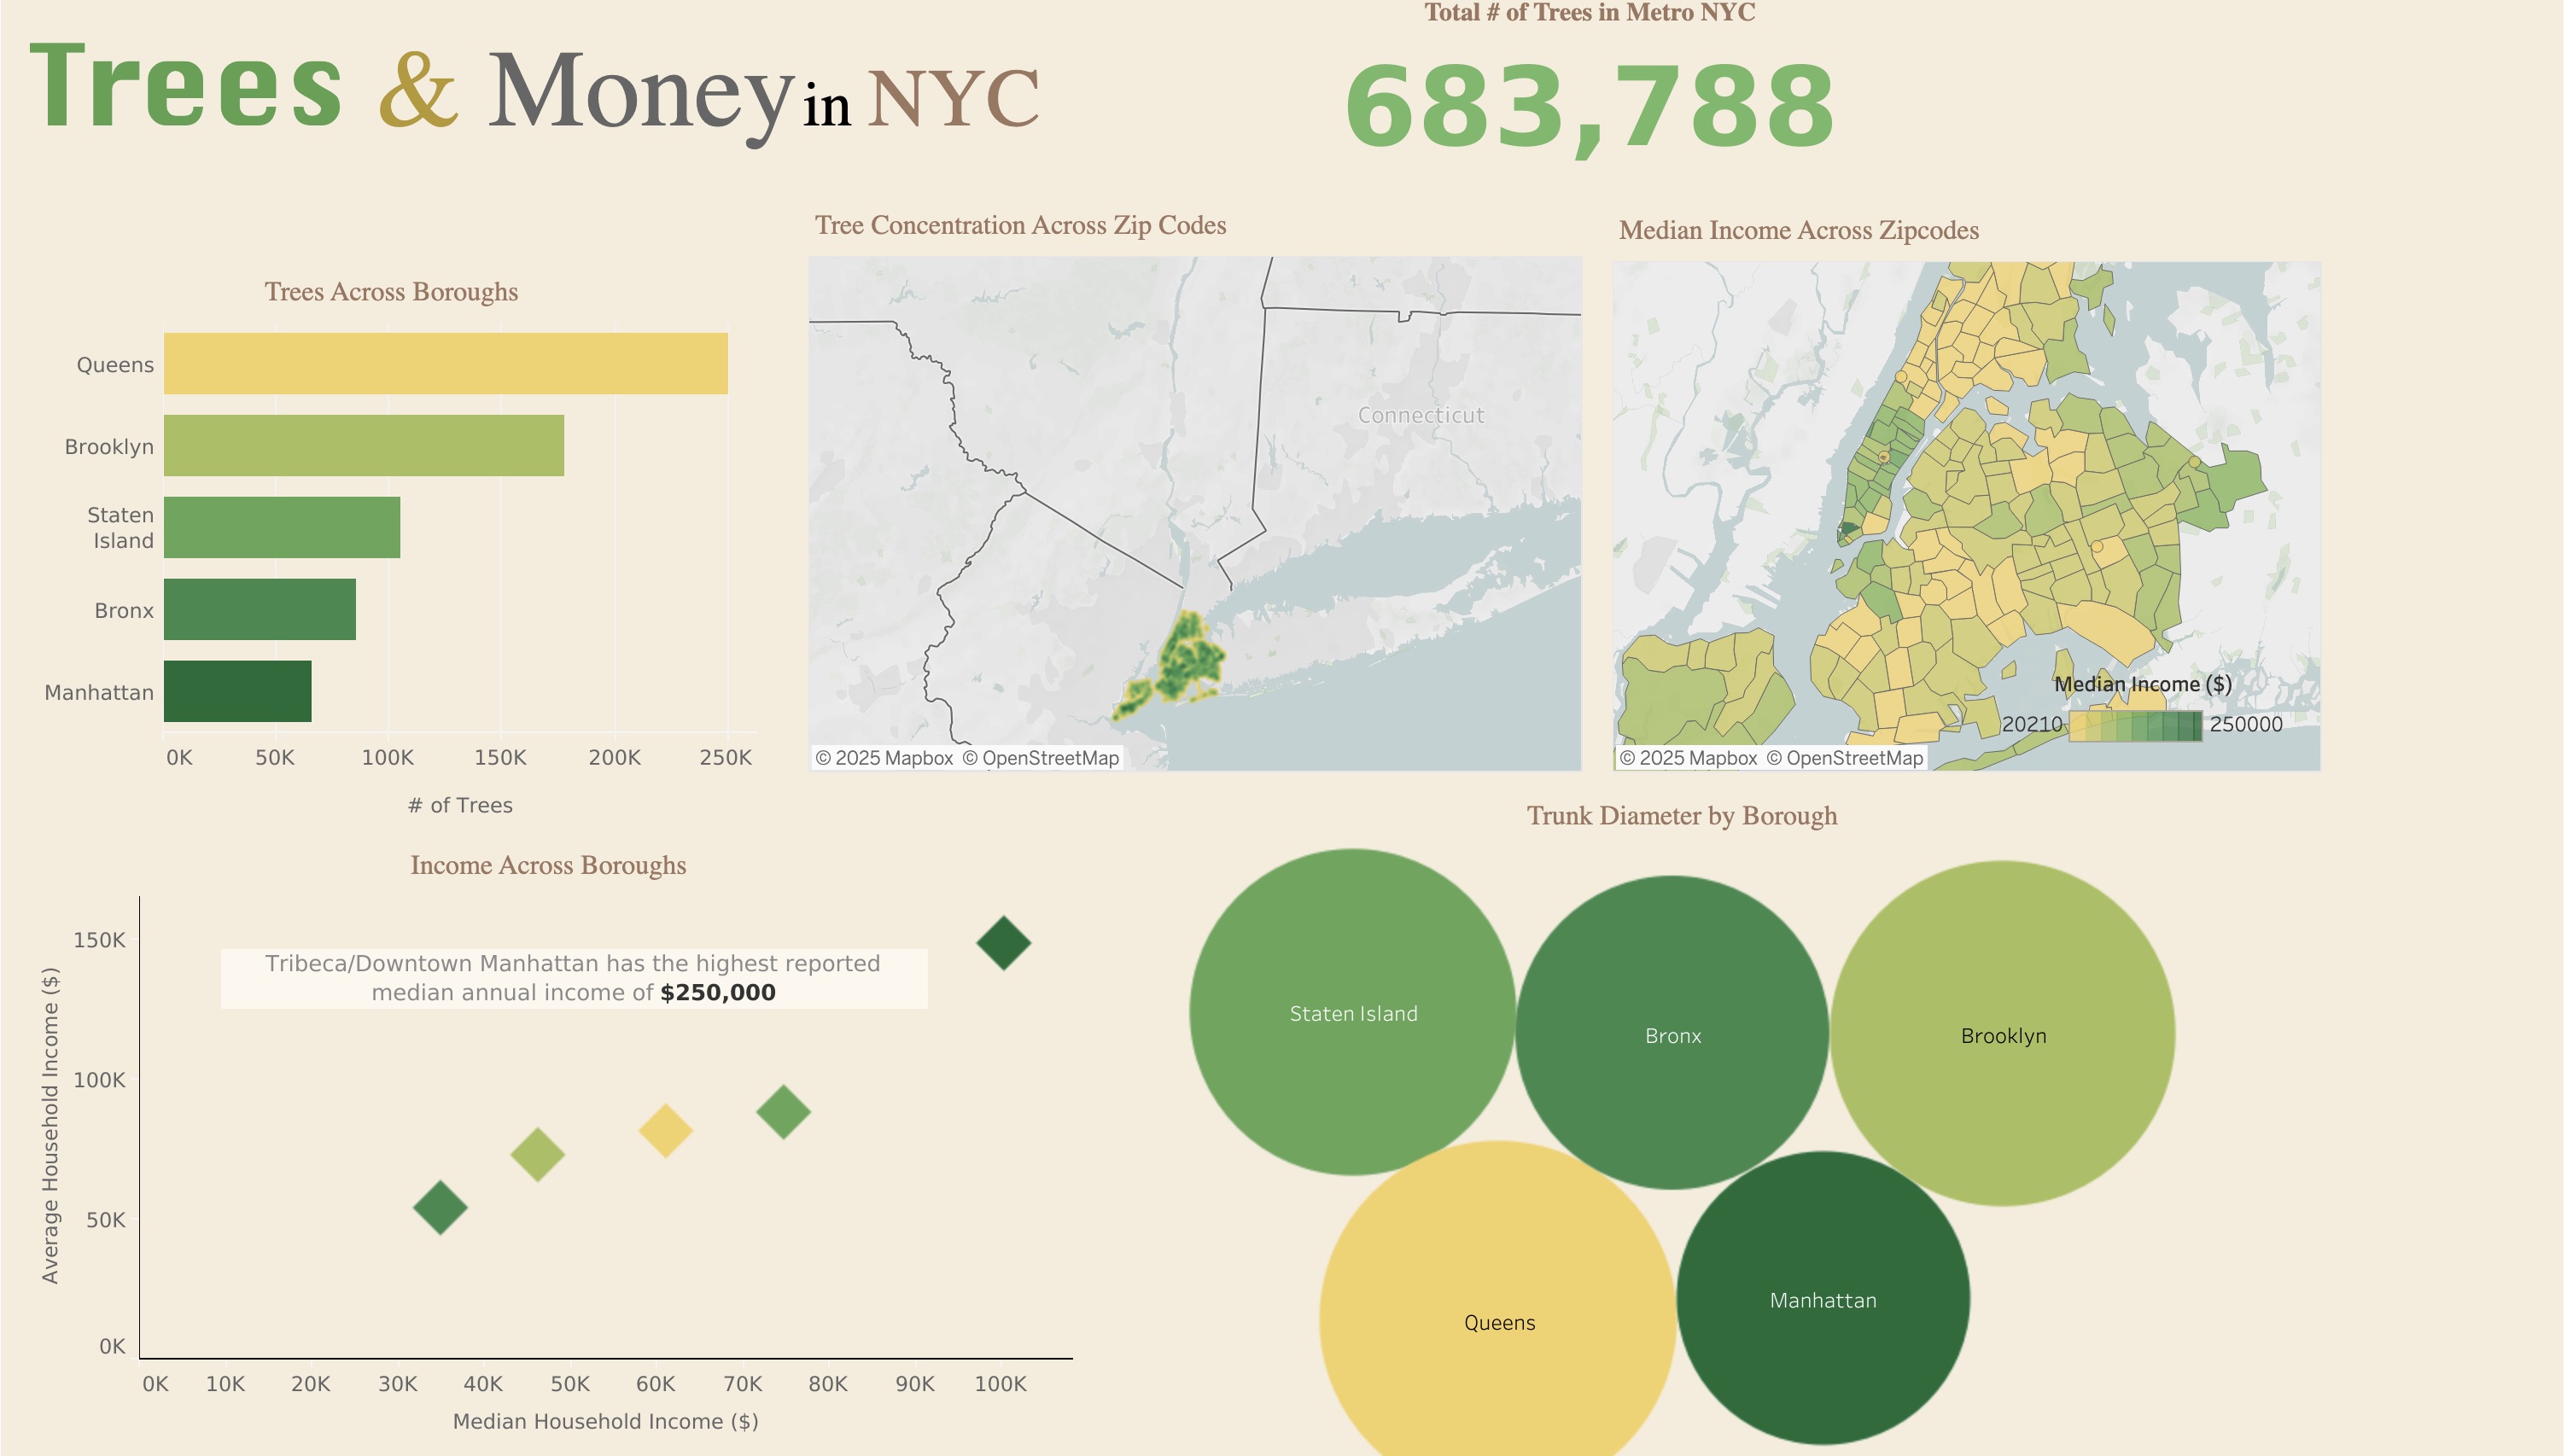 Total # of Trees in Metro NYC
Trees & Money in NYC
683,788
Tree Concentration Across Zip Codes
Median Income Across Zipcodes
Trees Across Boroughs
Queens
Brooklyn
Staten
Island
Bronx
Manhattan
0K 50K 100K 150K 200K 250K
# of Trees
Connecticut
© 2025 Mapbox © OpenStreetMap
Median Income ($)
20210 250000
© 2025 Mapbox © OpenStreetMap
Income Across Boroughs
Average Household Income ($)
150K
100K
50K
0K
Tribeca/Downtown Manhattan has the highest reported
median annual income of $250,000
0K 10K 20K 30K 40K 50K 60K 70K 80K 90K 100K
Median Household Income ($)
Trunk Diameter by Borough
Staten Island
Bronx
Brooklyn
Queens
Manhattan